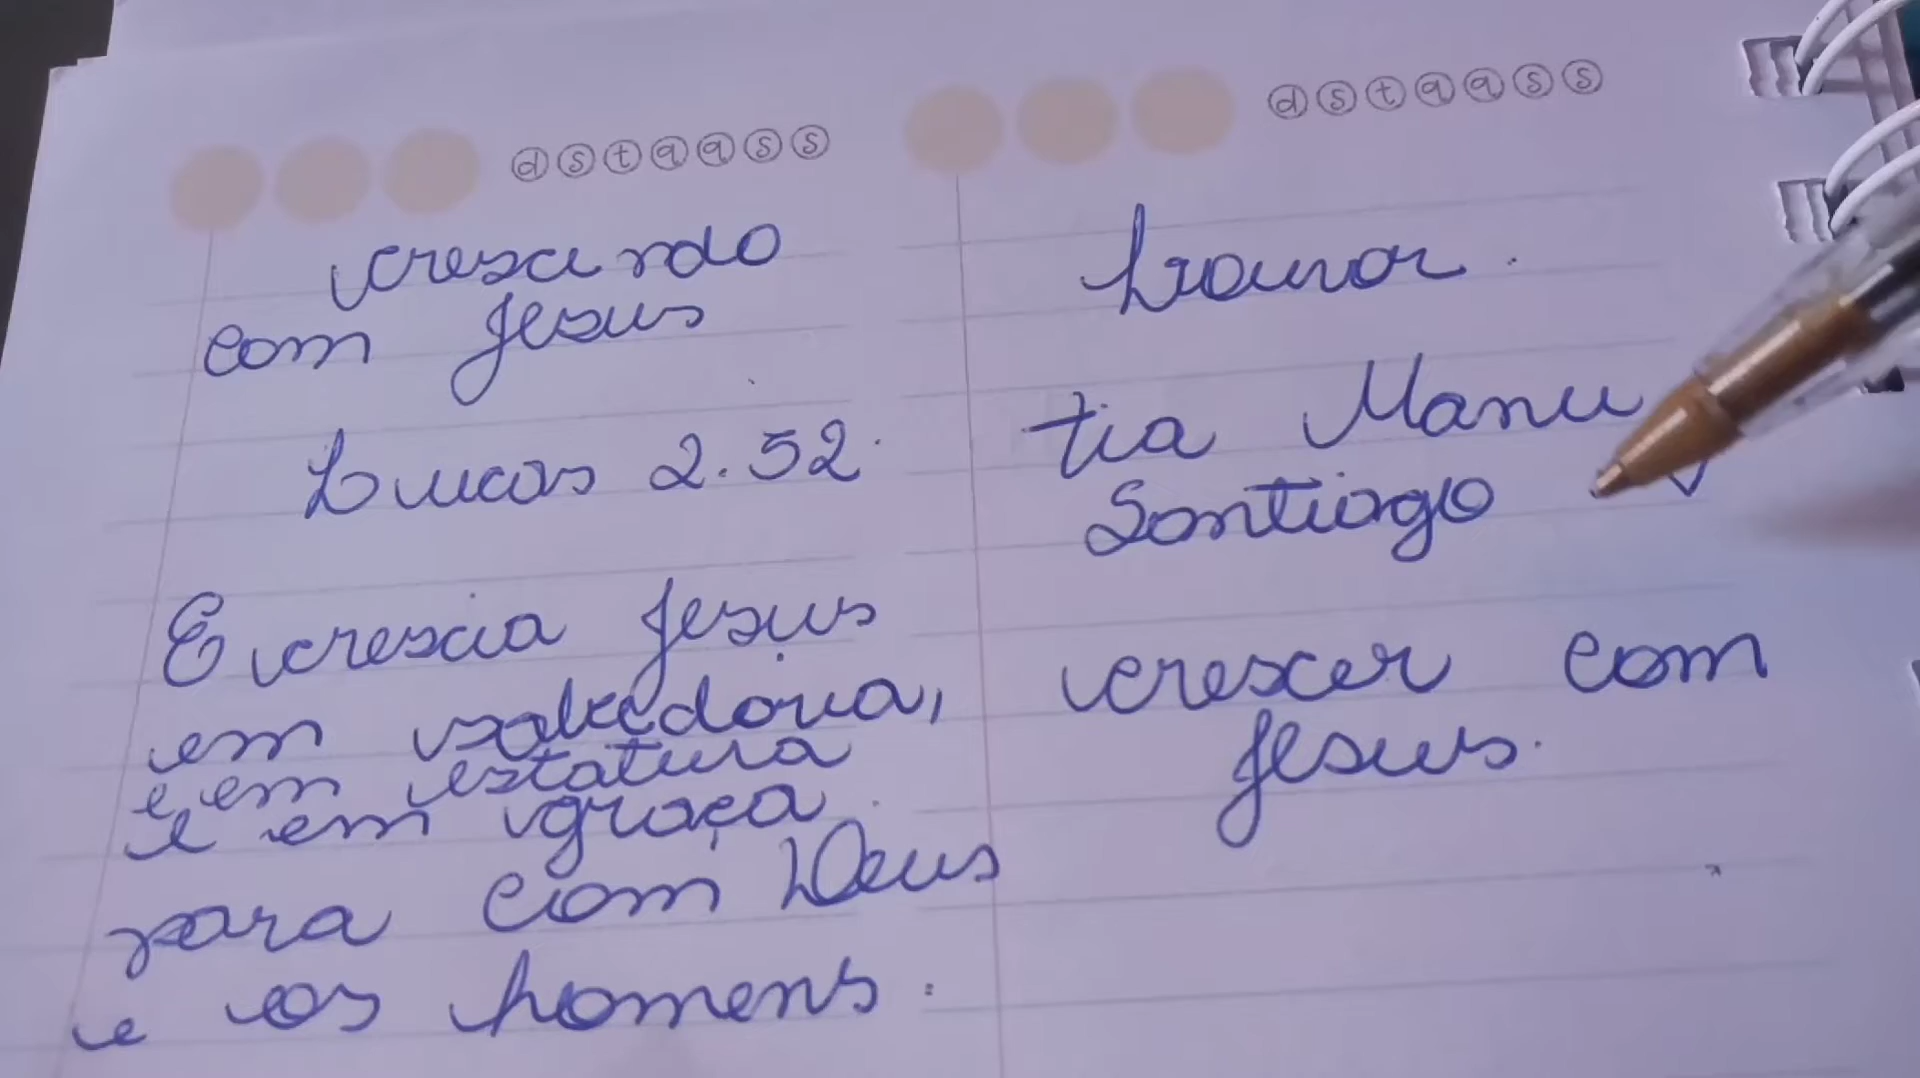 d s t q q s s
crescendo
com Jesus
Lucas 2.52.
E crescia Jesus
em sabedoria,
e em estatura
e em graça
para com Deus
e os homens.
d s t q q s s
Louvor.
tia Manu
Santiago
crescer com
Jesus.